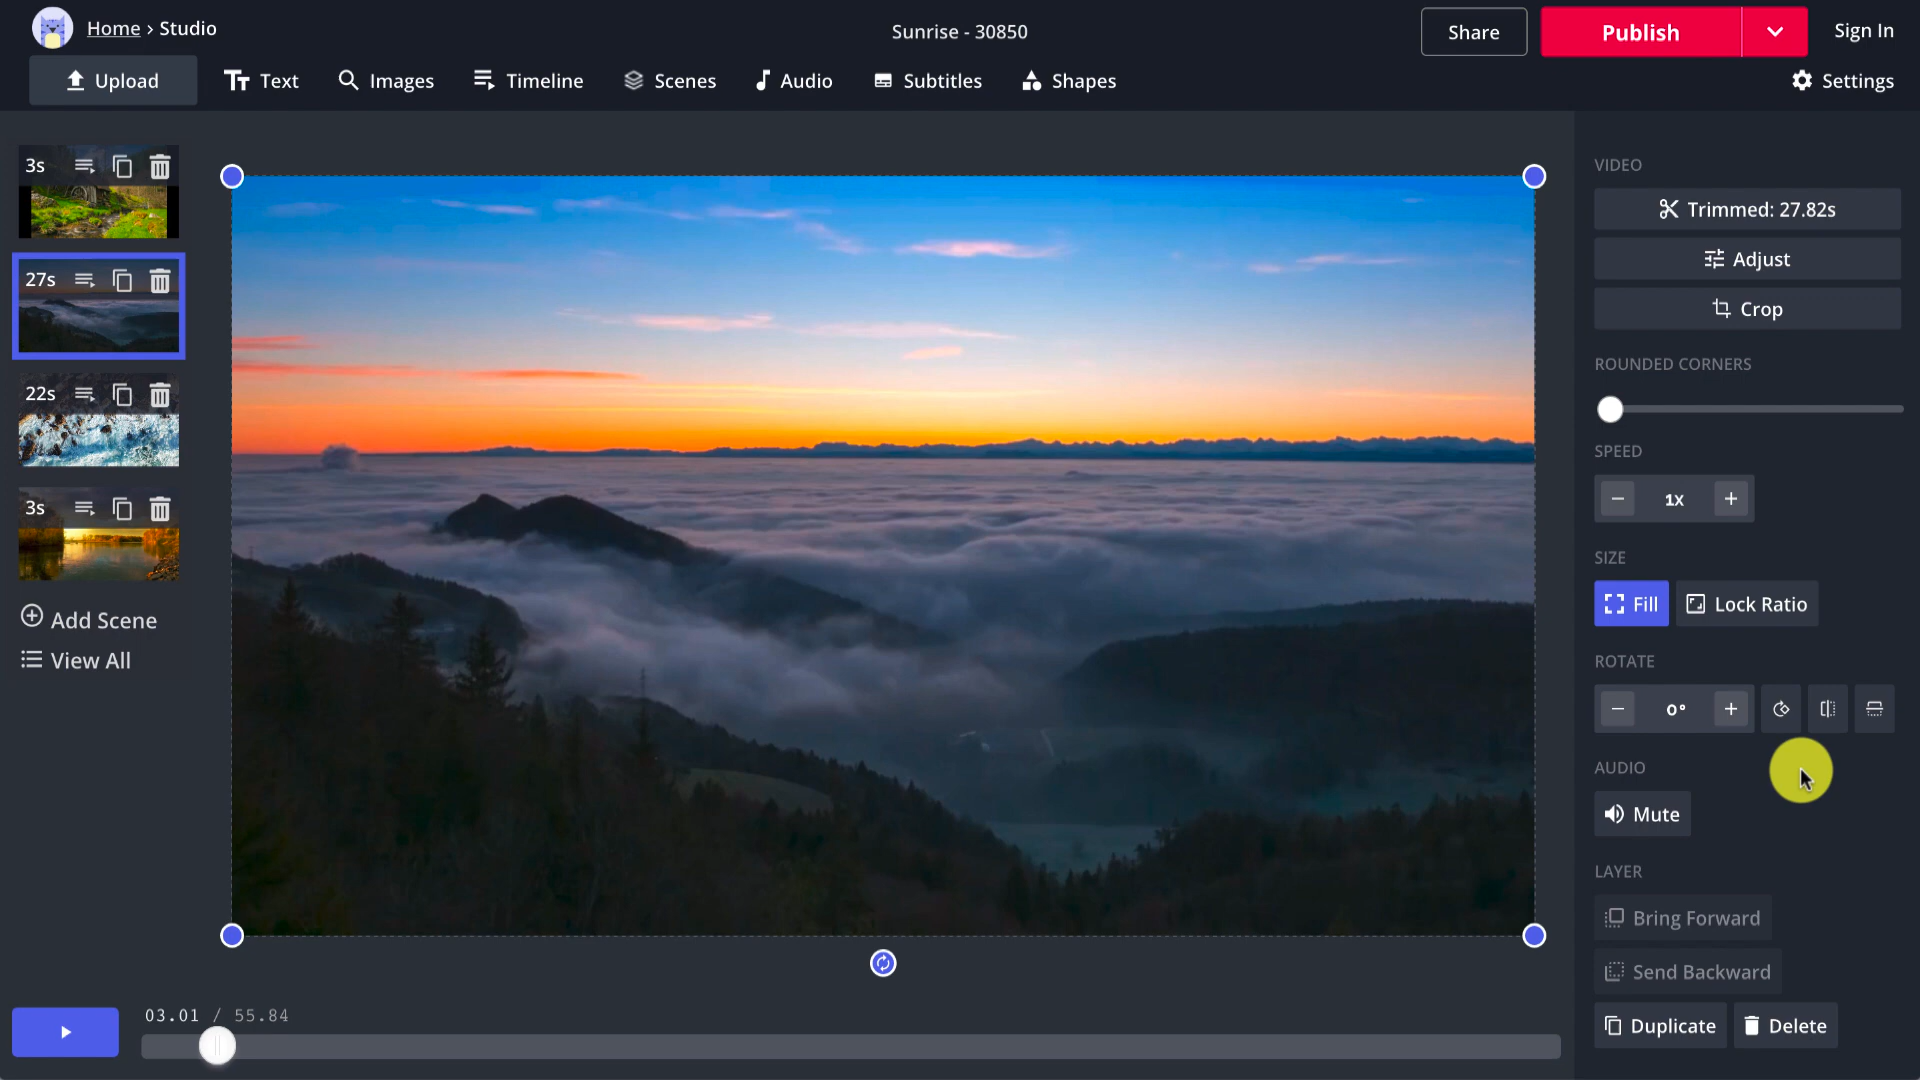 Home › Studio
Sunrise - 30850
Share
Publish
Sign In
Upload
Text
Images
Timeline
Scenes
Audio
Subtitles
Shapes
Settings
3s
27s
22s
3s
Add Scene
View All
VIDEO
Trimmed: 27.82s
Adjust
Crop
ROUNDED CORNERS
SPEED
− 1x +
SIZE
Fill
Lock Ratio
ROTATE
− 0° +
AUDIO
Mute
LAYER
Bring Forward
Send Backward
Duplicate
Delete
03.01 / 55.84